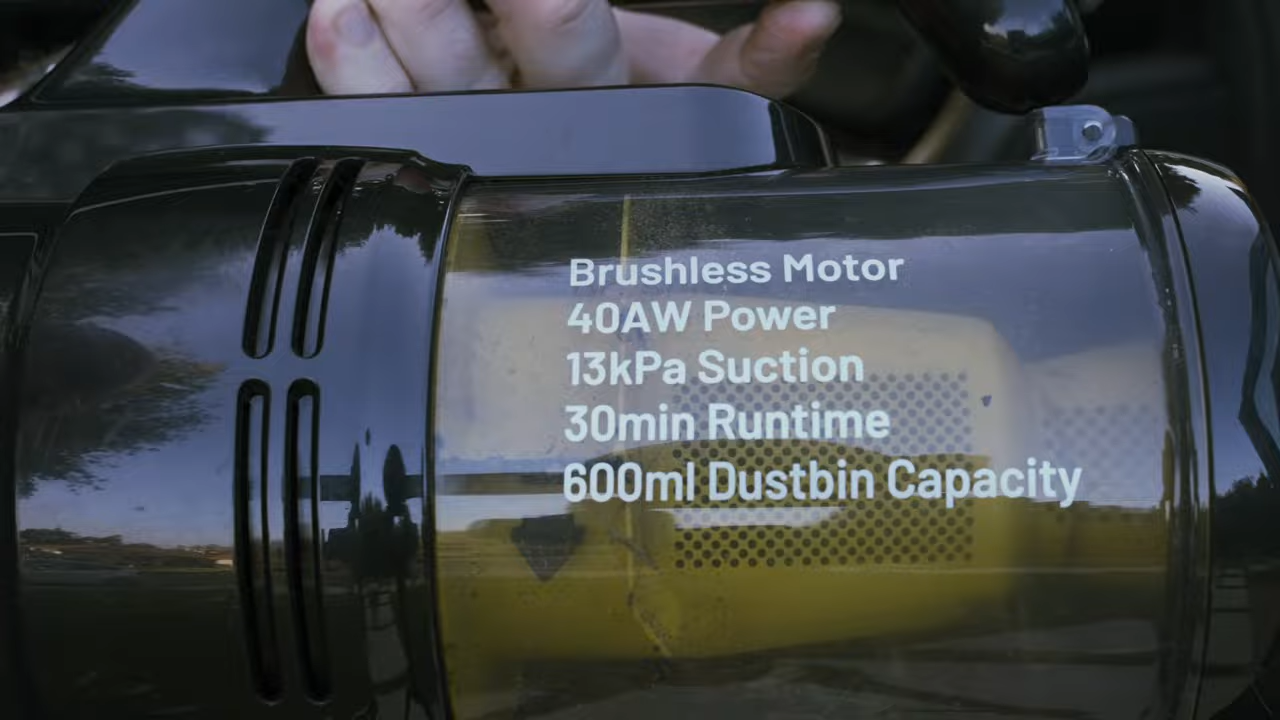 Brushless Motor
40AW Power
13kPa Suction
30min Runtime
600ml Dustbin Capacity